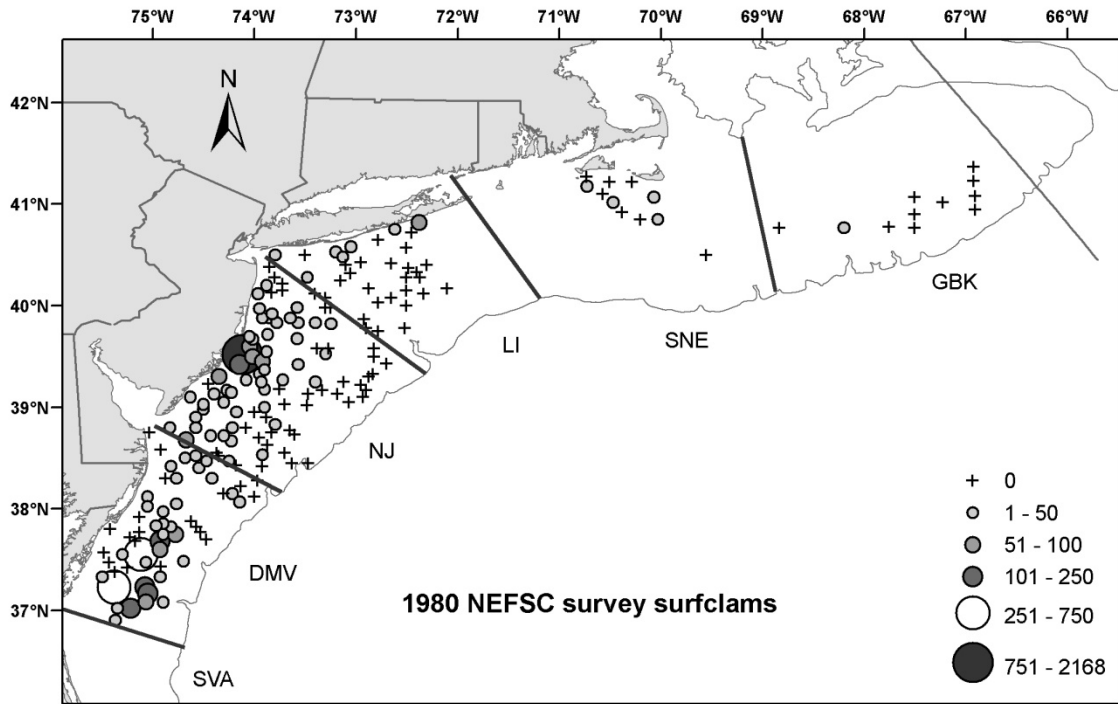 75°W 74°W 73°W 72°W 71°W 70°W 69°W 68°W 67°W 66°W
42°N
41°N
40°N
39°N
38°N
37°N
N
GBK
SNE
LI
NJ
DMV
SVA
1980 NEFSC survey surfclams
0
1 - 50
51 - 100
101 - 250
251 - 750
751 - 2168